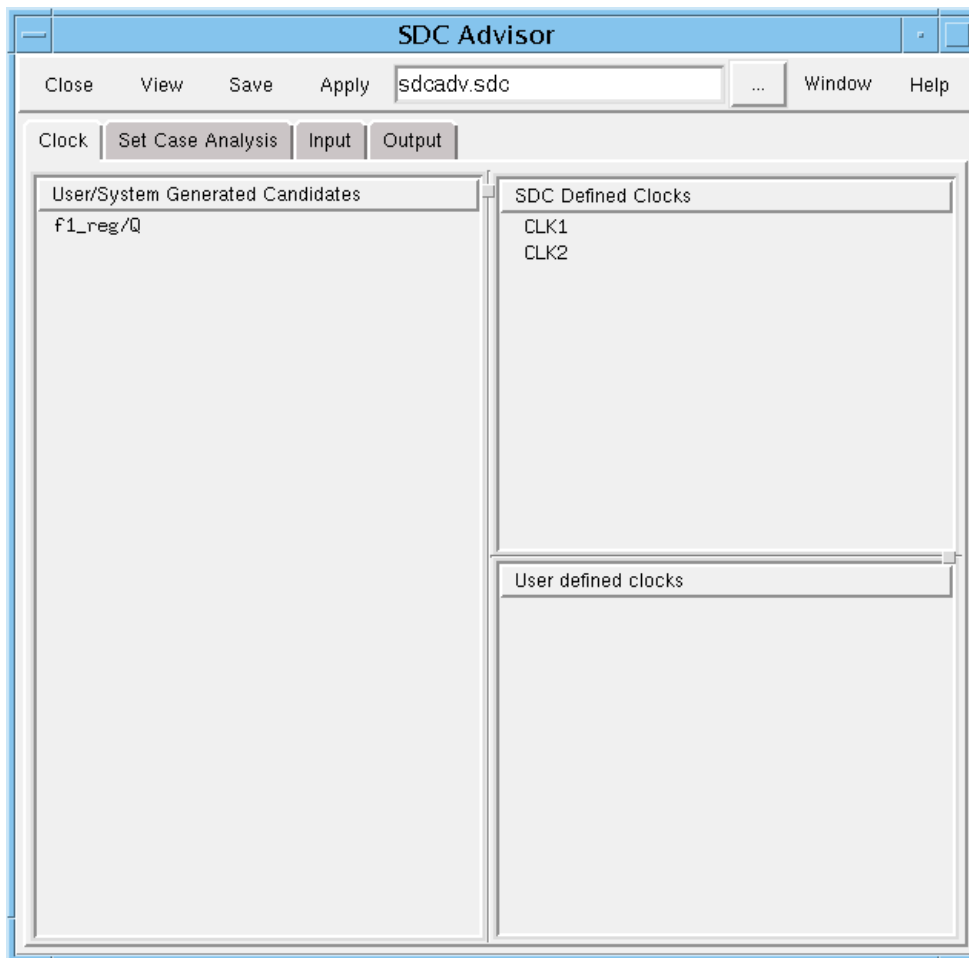 SDC Advisor
Close View Save Apply sdcadv.sdc ... Window Help
Clock Set Case Analysis Input Output
User/System Generated Candidates
f1_reg/Q
SDC Defined Clocks
CLK1
CLK2
User defined clocks